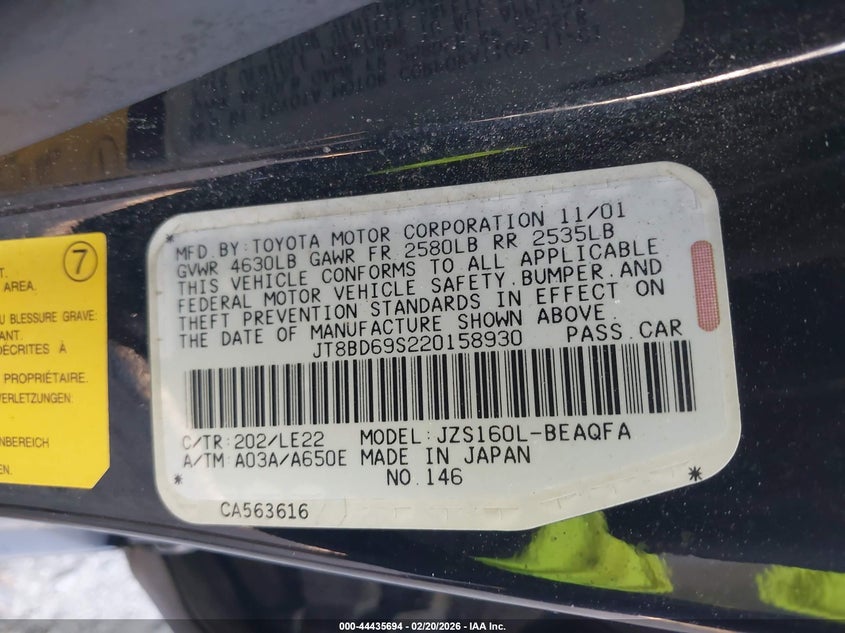 MFD.BY:TOYOTA MOTOR CORPORATION 11/01
GVWR 4630LB GAWR FR 2580LB RR 2535LB
THIS VEHICLE CONFORMS TO ALL APPLICABLE
FEDERAL MOTOR VEHICLE SAFETY,BUMPER,AND
THEFT PREVENTION STANDARDS IN EFFECT ON
THE DATE OF MANUFACTURE SHOWN ABOVE.
JT8BD69S220158930 PASS.CAR
C/TR:202/LE22 MODEL:JZS160L-BEAQFA
A/TM:A03A/A650E MADE IN JAPAN
NO.146
CA563616
7
AREA.
BLESSURE GRAVE:
DÉCRITES À
PROPRIÉTAIRE.
000-44435694 | 02/20/2026 | IAA Inc.